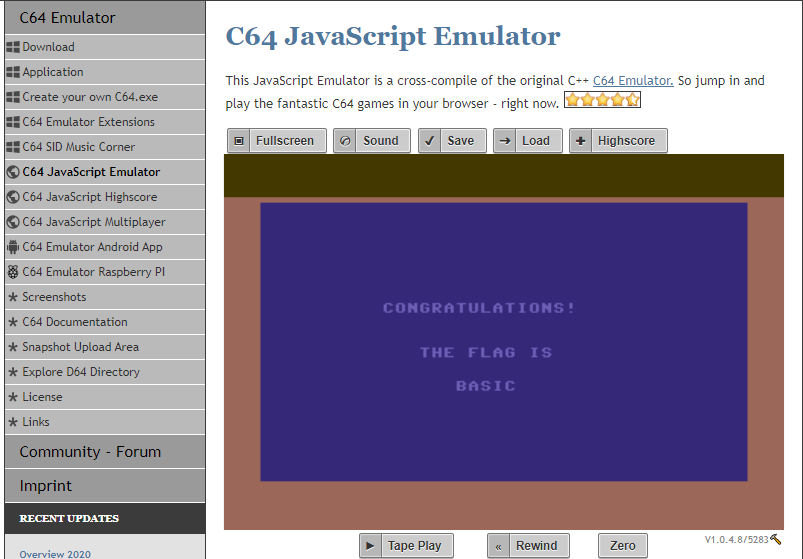 C64 Emulator
Download
Application
Create your own C64.exe
C64 Emulator Extensions
C64 SID Music Corner
C64 JavaScript Emulator
C64 JavaScript Highscore
C64 JavaScript Multiplayer
C64 Emulator Android App
C64 Emulator Raspberry PI
Screenshots
C64 Documentation
Snapshot Upload Area
Explore D64 Directory
License
Links
Community - Forum
Imprint
RECENT UPDATES
Overview 2020
C64 JavaScript Emulator
This JavaScript Emulator is a cross-compile of the original C++ C64 Emulator. So jump in and
play the fantastic C64 games in your browser - right now.
Fullscreen Sound Save Load Highscore
CONGRATULATIONS!
THE FLAG IS
BASIC
Tape Play Rewind Zero
V1.0.4.8/5283